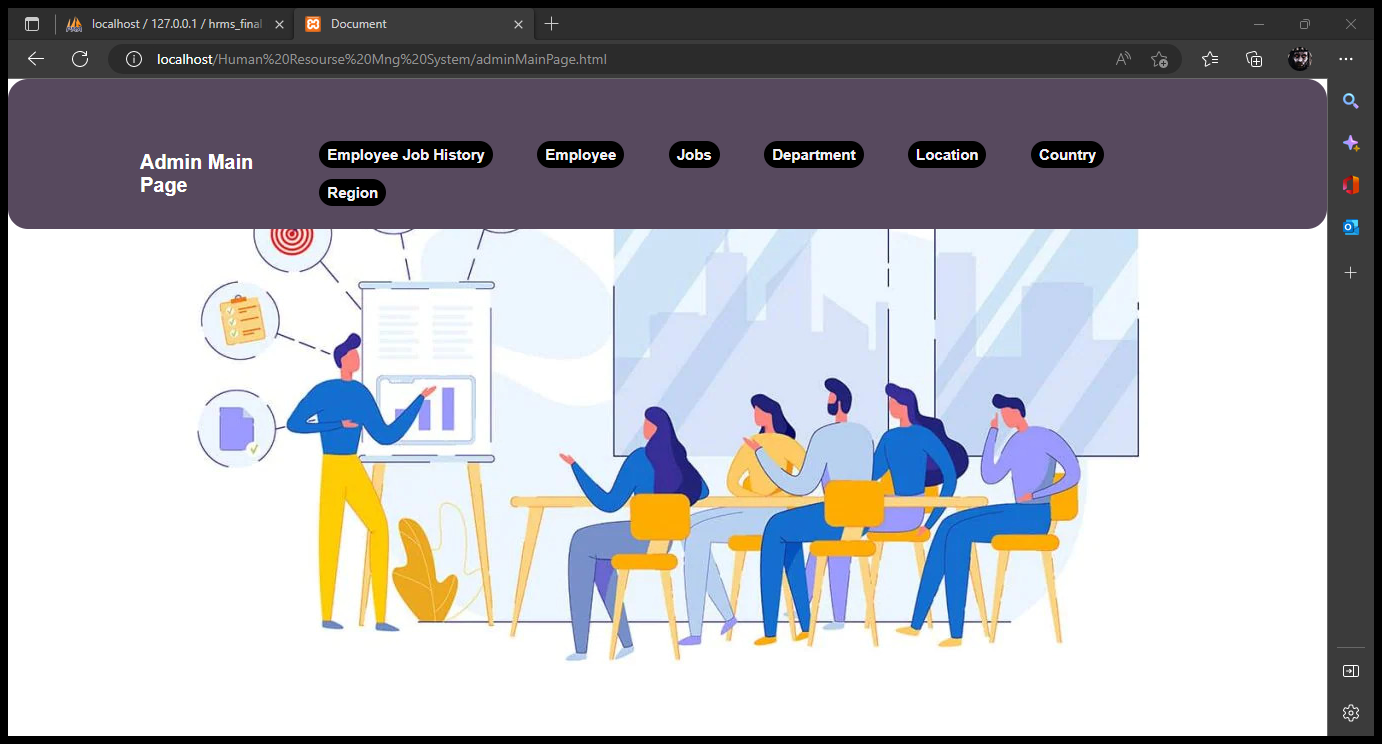 localhost / 127.0.0.1 / hrms_final
Document
localhost/Human%20Resourse%20Mng%20System/adminMainPage.html
Admin Main
Page
Employee Job History
Employee
Jobs
Department
Location
Country
Region